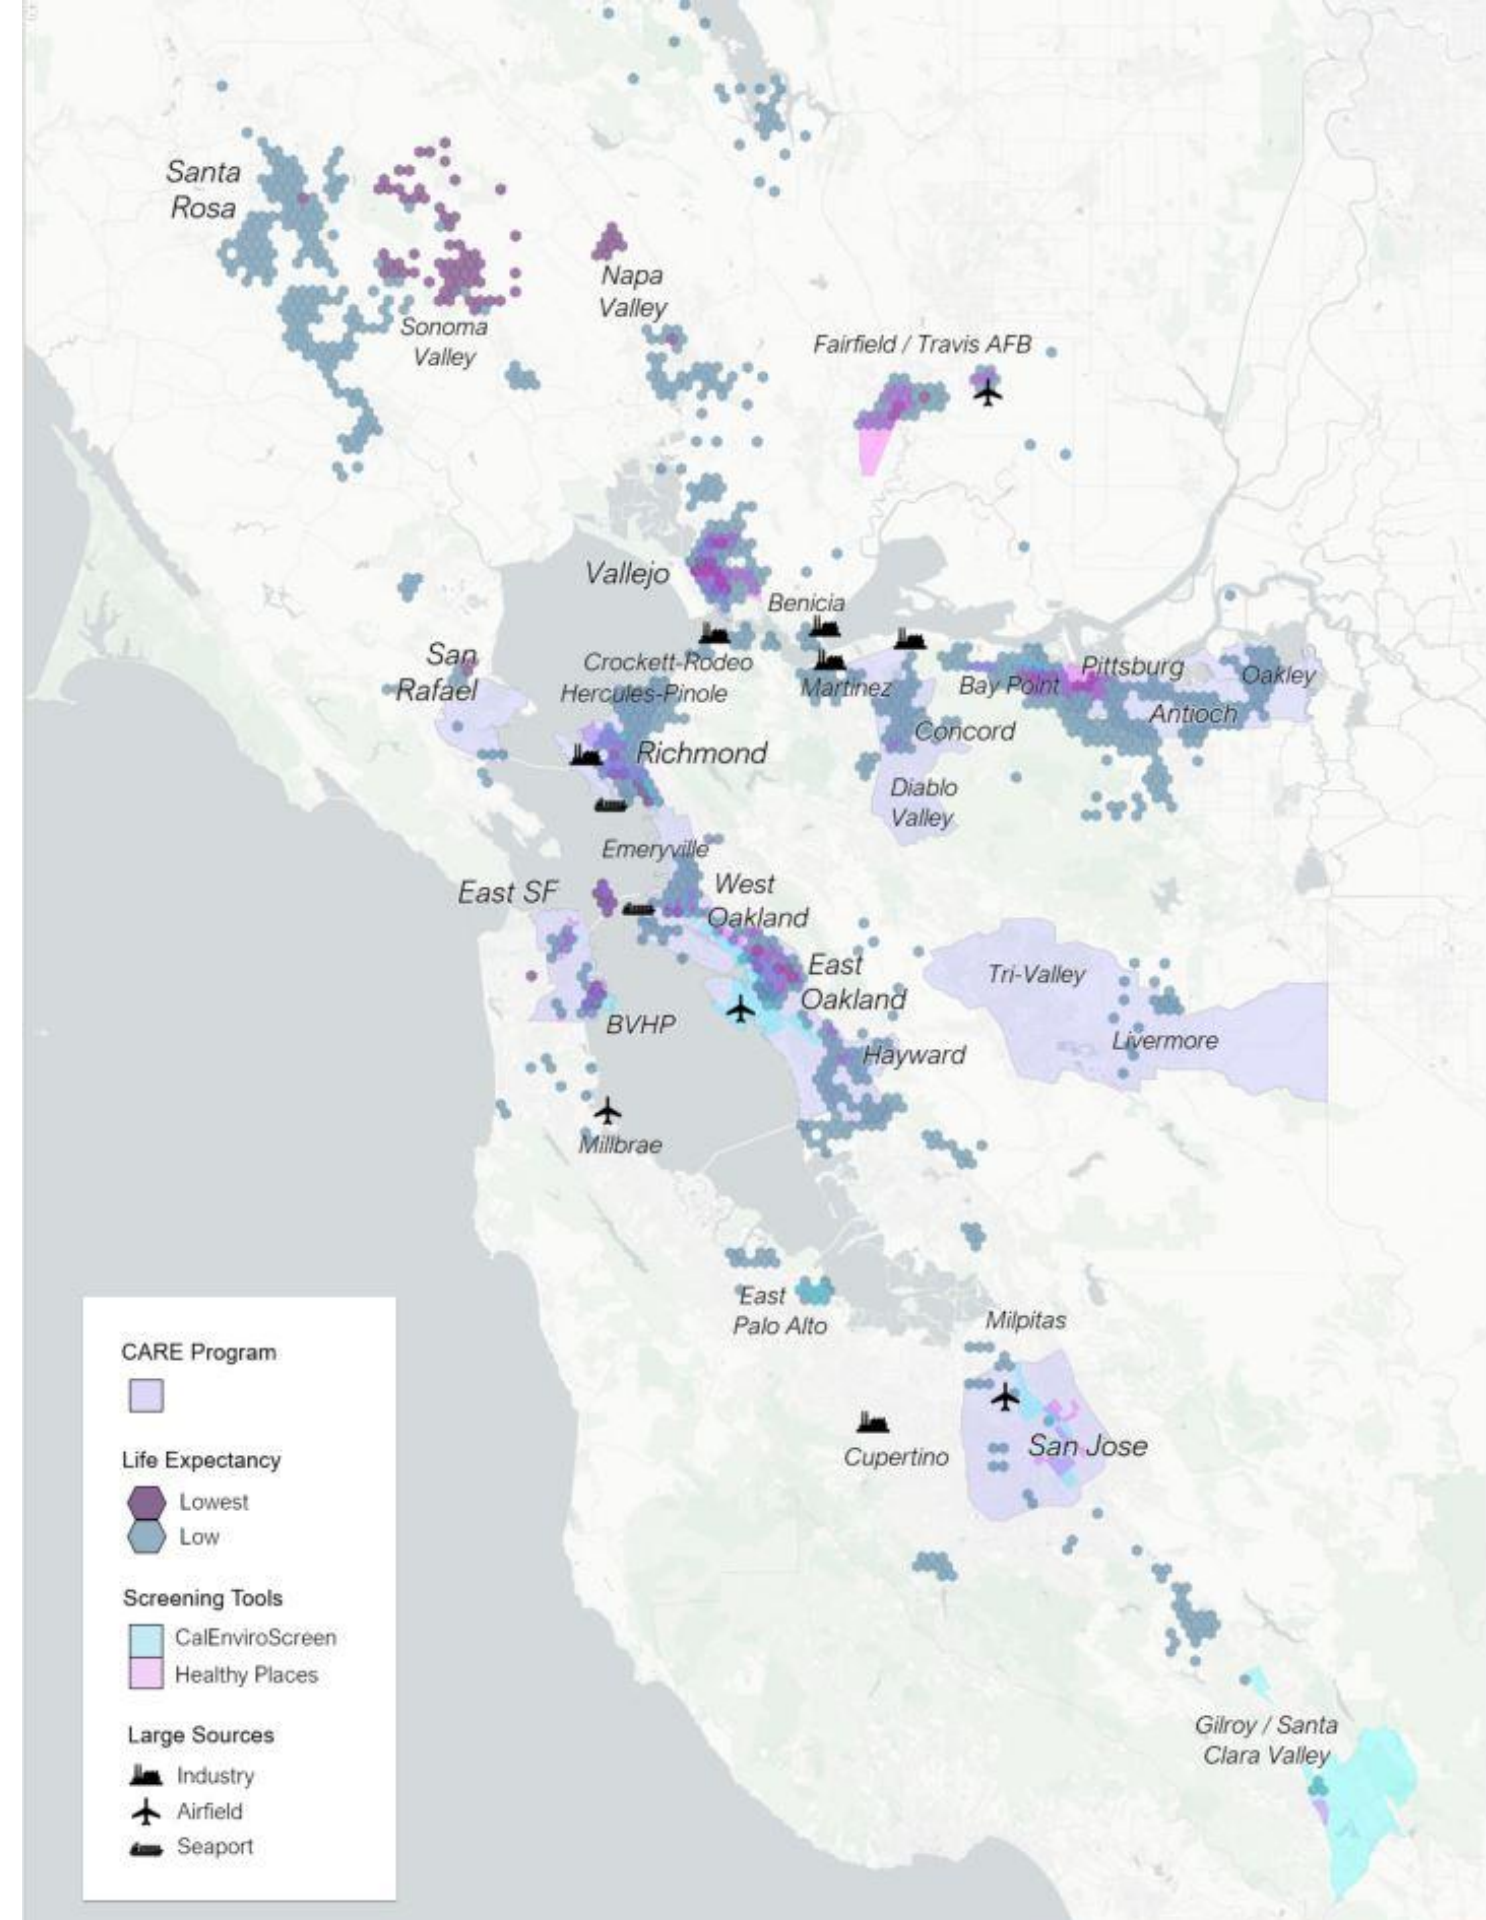 Santa
Rosa
Sonoma
Valley
Napa
Valley
Fairfield / Travis AFB
Vallejo
Benicia
San
Rafael
Crockett-Rodeo
Hercules-Pinole
Martinez
Bay Point
Pittsburg
Oakley
Antioch
Concord
Richmond
Diablo
Valley
Emeryville
East SF
West
Oakland
East
Oakland
Tri-Valley
BVHP
Livermore
Hayward
Millbrae
East
Palo Alto
Milpitas
San Jose
Cupertino
Gilroy / Santa
Clara Valley
CARE Program
Life Expectancy
Lowest
Low
Screening Tools
CalEnviroScreen
Healthy Places
Large Sources
Industry
Airfield
Seaport